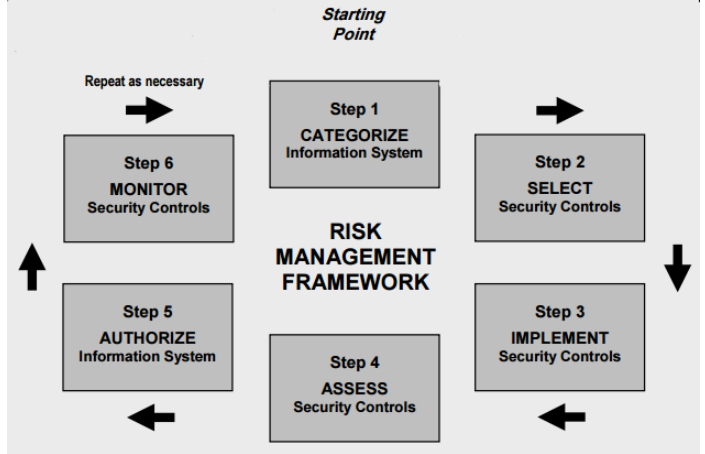 Starting
Point
Repeat as necessary
Step 1
CATEGORIZE
Information System
Step 2
SELECT
Security Controls
Step 3
IMPLEMENT
Security Controls
Step 4
ASSESS
Security Controls
Step 5
AUTHORIZE
Information System
Step 6
MONITOR
Security Controls
RISK
MANAGEMENT
FRAMEWORK